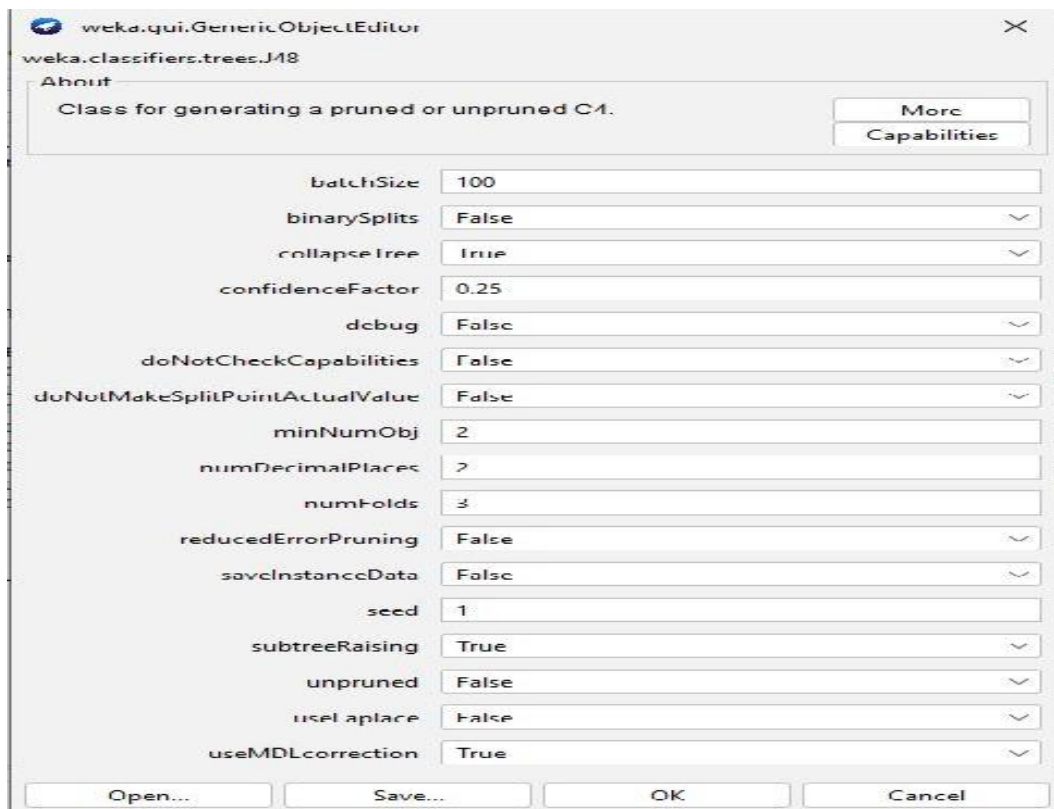 weka.gui.GenericObjectEditor
weka.classifiers.trees.J48
About
Class for generating a pruned or unpruned C4.
More
Capabilities
batchSize 100
binarySplits False
collapseTree True
confidenceFactor 0.25
debug False
doNotCheckCapabilities False
doNotMakeSplitPointActualValue False
minNumObj 2
numDecimalPlaces 2
numFolds 3
reducedErrorPruning False
saveInstanceData False
seed 1
subtreeRaising True
unpruned False
useLaplace False
useMDLcorrection True
Open... Save... OK Cancel